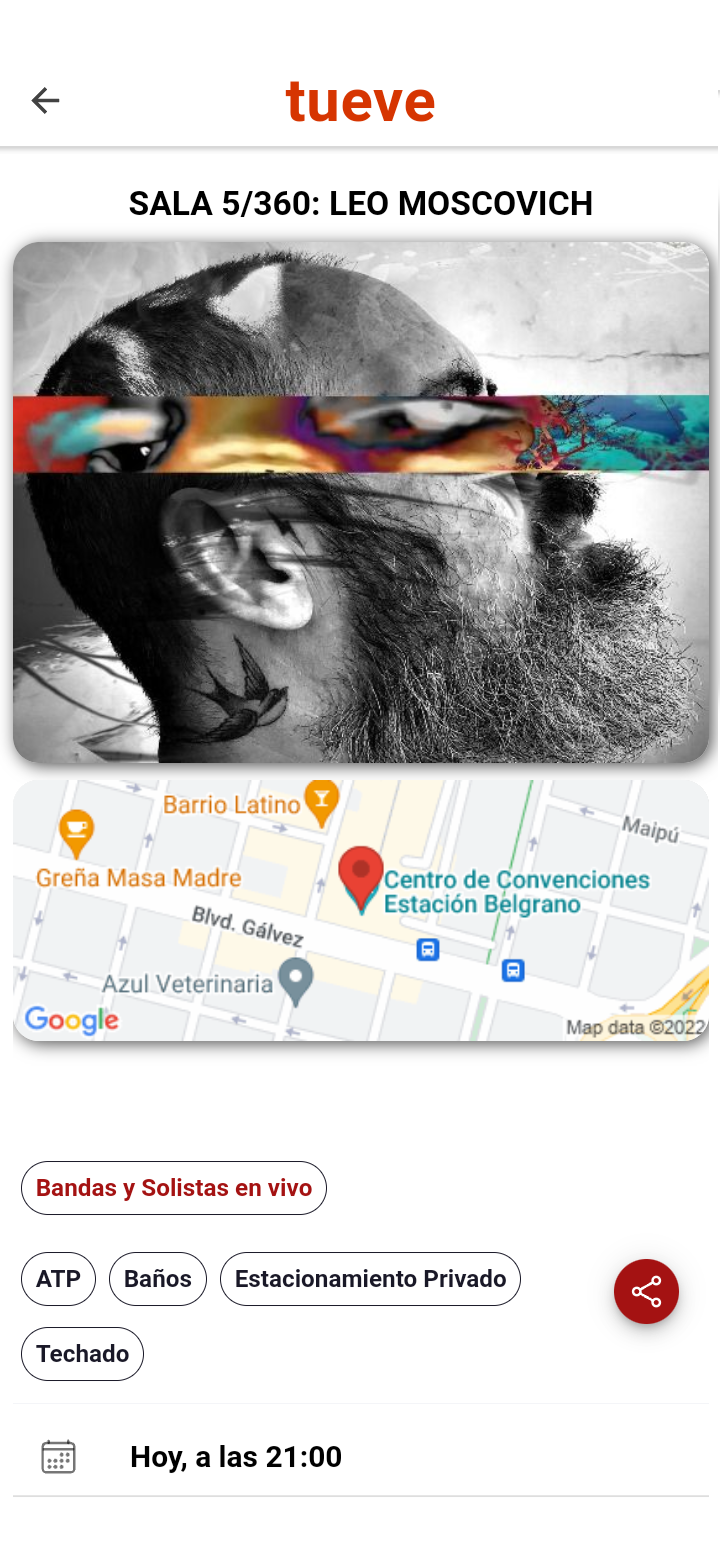 tueve
SALA 5/360: LEO MOSCOVICH
Barrio Latino
Maipú
Greña Masa Madre
Centro de Convenciones
Estación Belgrano
Blvd. Gálvez
Azul Veterinaria
Google
Map data ©2022
Bandas y Solistas en vivo
ATP
Baños
Estacionamiento Privado
Techado
Hoy, a las 21:00